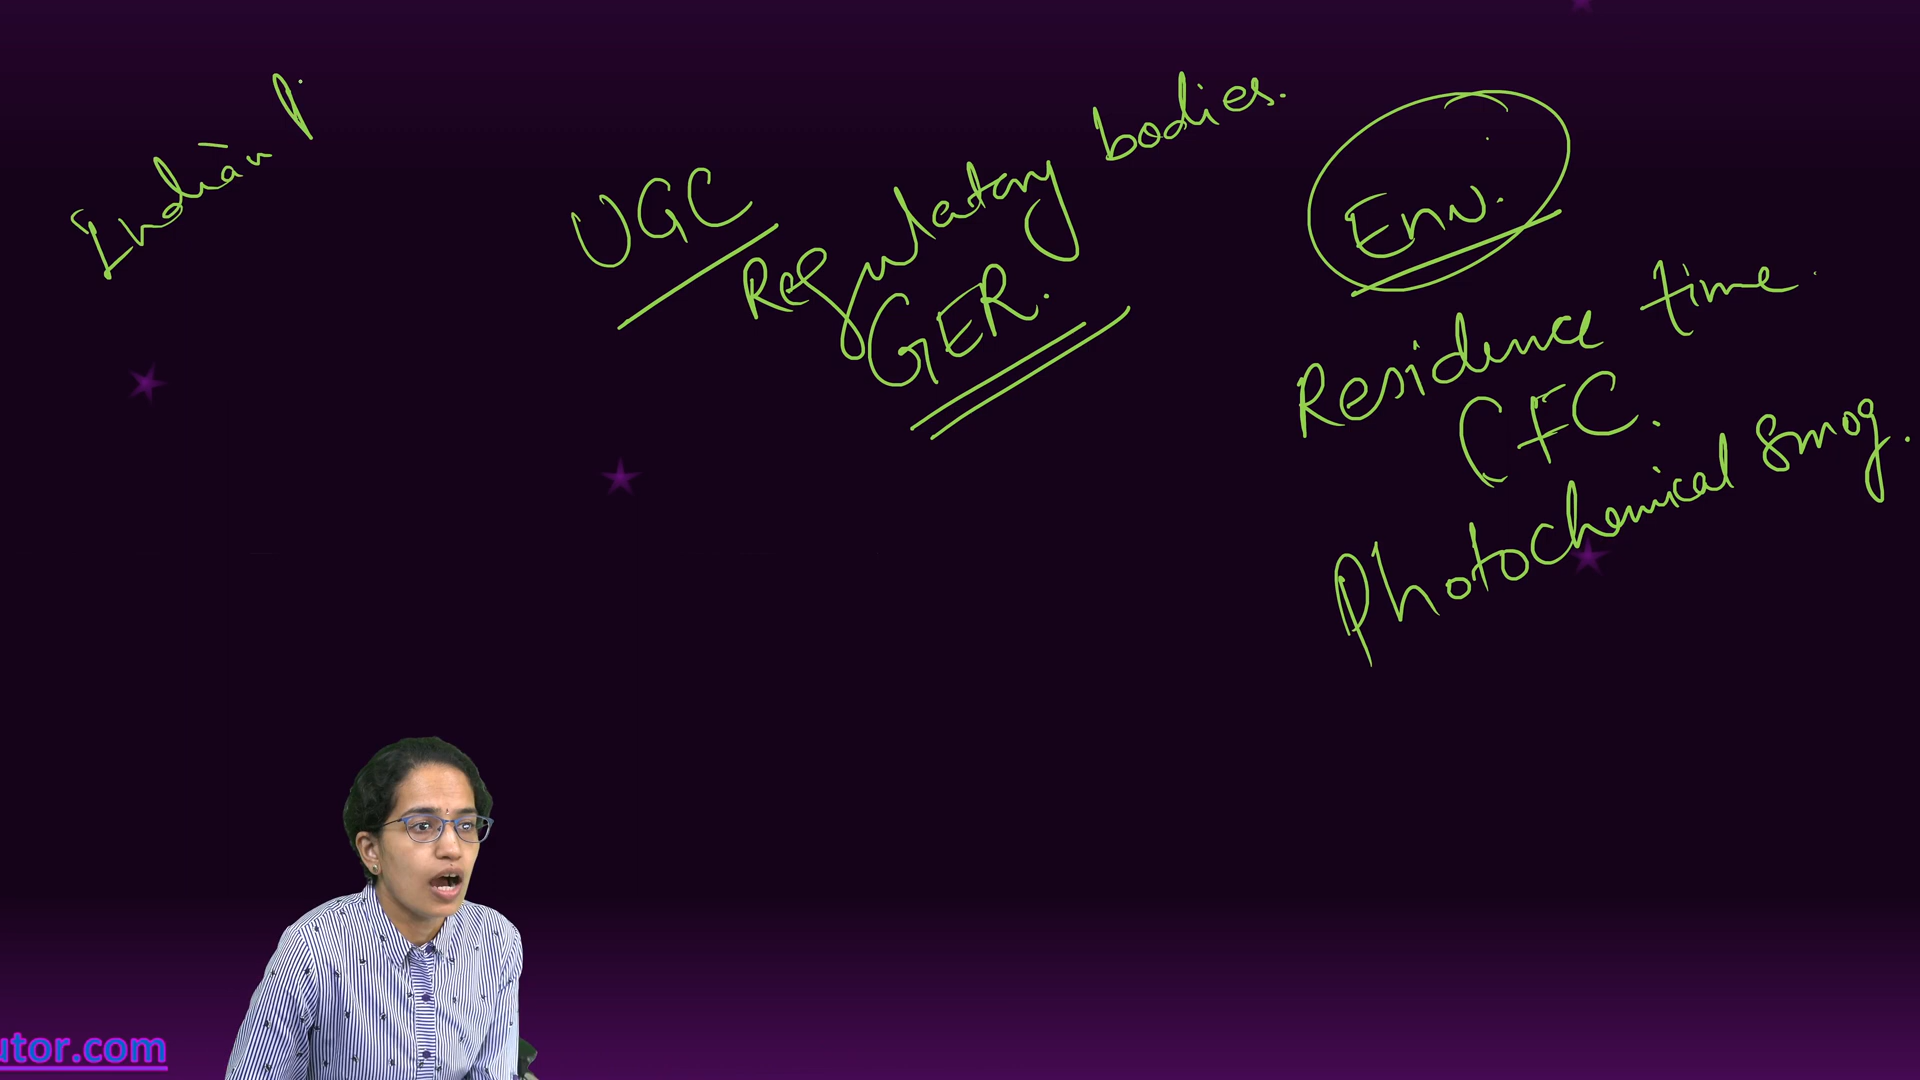 Indian P
UGC
Regulatory bodies.
GER.
Env.
Residence time.
CFC.
Photochemical smog.
utor.com